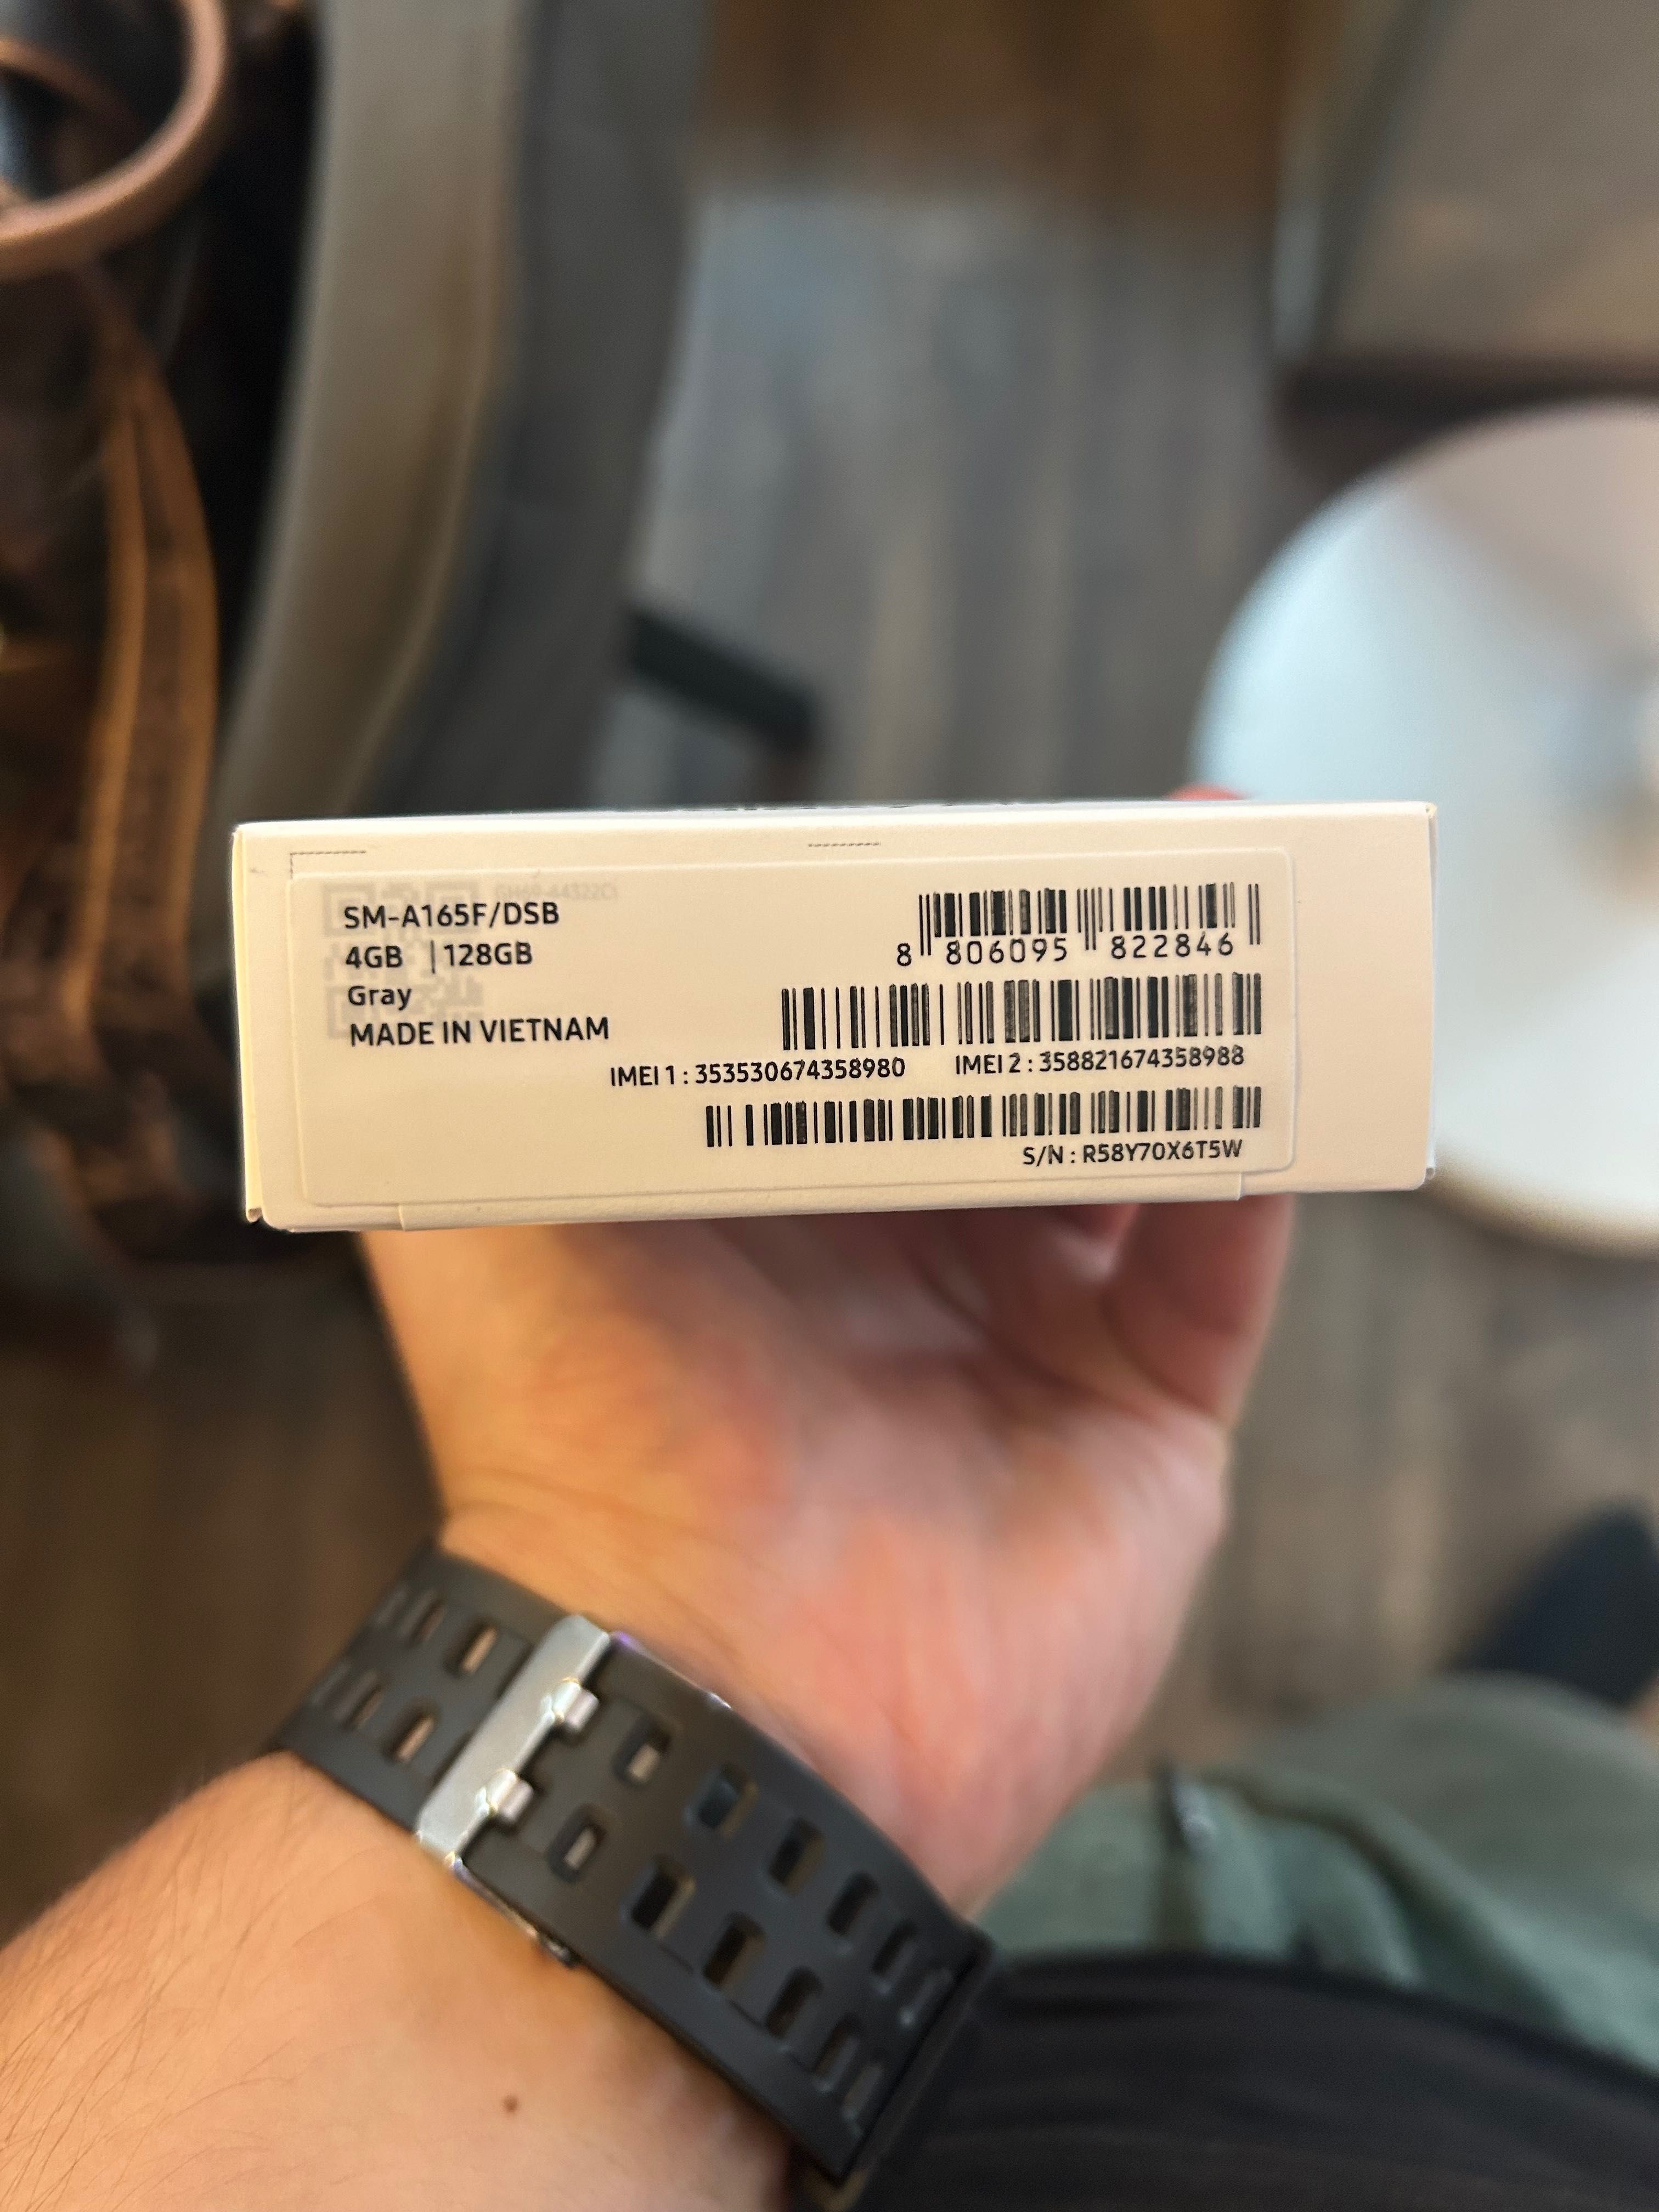 SM-A165F/DSB
4GB | 128GB
Gray
MADE IN VIETNAM
8 806095 822846
IMEI 1 : 353530674358980 IMEI 2 : 358821674358988
S/N : R58Y70X6T5W